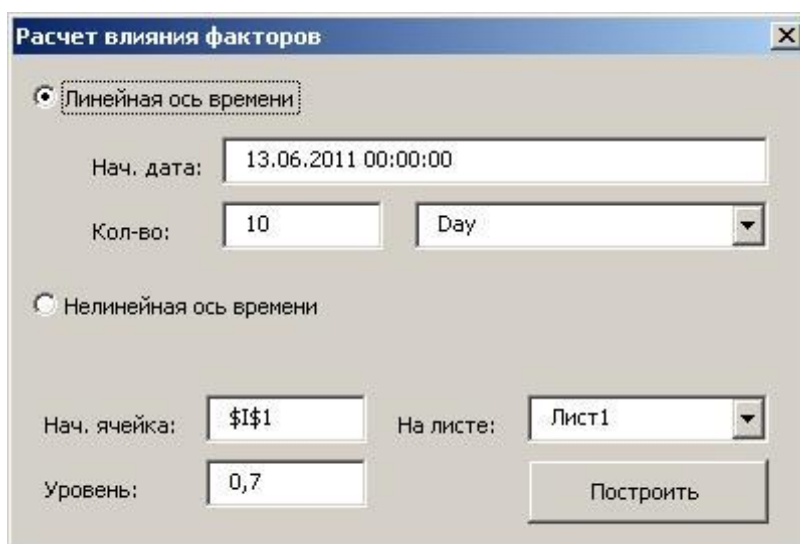 Расчет влияния факторов
Линейная ось времени
Нач. дата: 13.06.2011 00:00:00
Кол-во: 10 Day
Нелинейная ось времени
Нач. ячейка: $I$1 На листе: Лист1
Уровень: 0,7 Построить